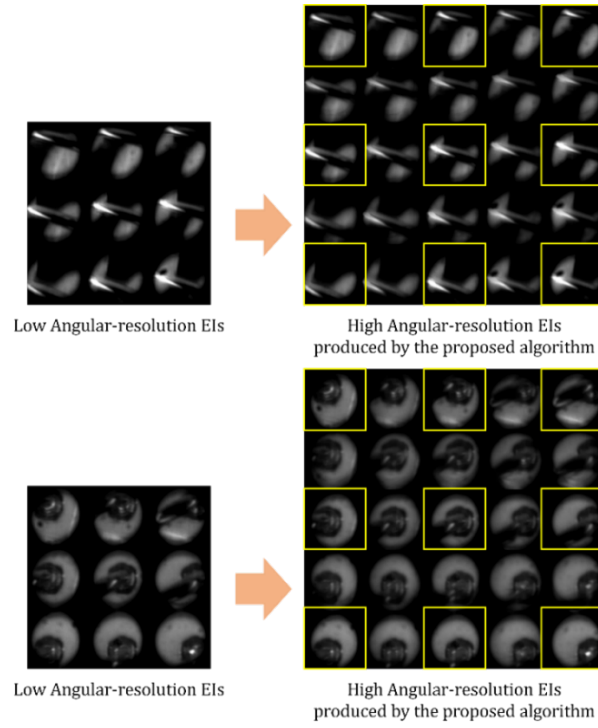 Low Angular-resolution EIs
High Angular-resolution EIs
produced by the proposed algorithm
Low Angular-resolution EIs
High Angular-resolution EIs
produced by the proposed algorithm